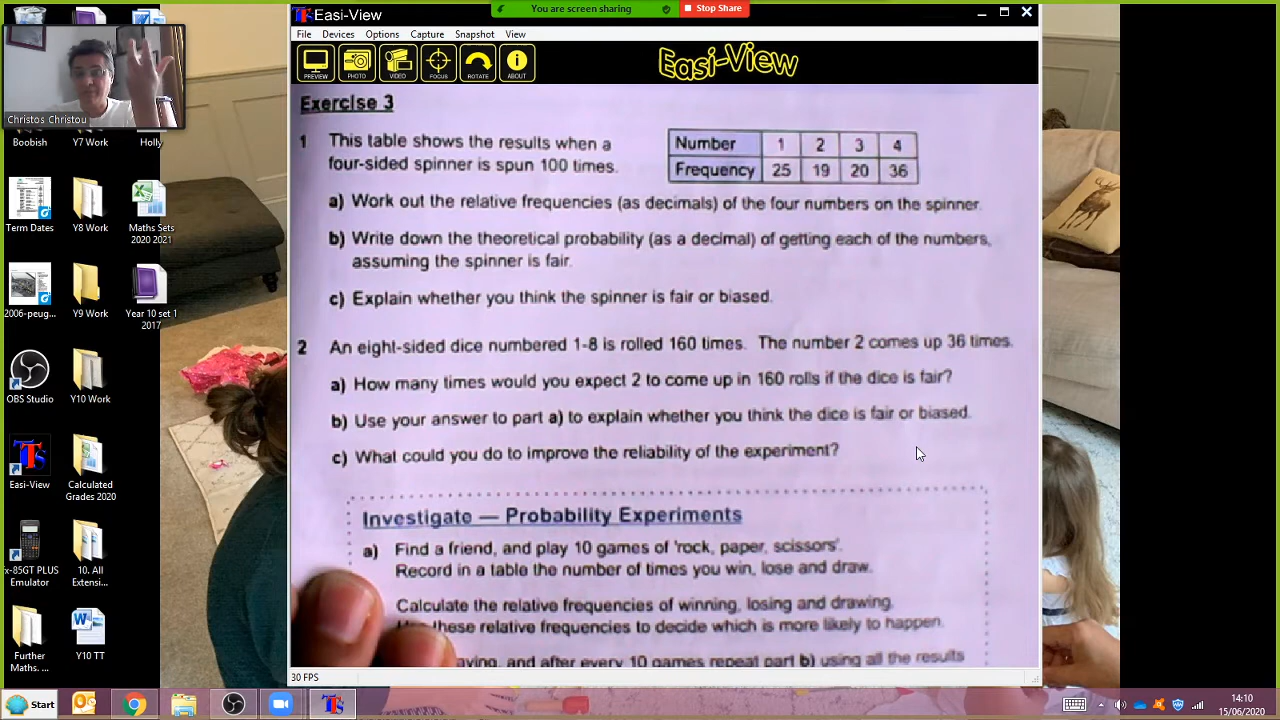 You are screen sharing
Stop Share
Easi-View
File Devices Options Capture Snapshot View
PREVIEW PHOTO VIDEO FOCUS ROTATE ABOUT
Easi-View
Christos Christou
Boobish Y7 Work Holly
Term Dates Y8 Work Maths Sets 2020 2021
2006-peug... Y9 Work Year 10 set 1 2017
OBS Studio Y10 Work
Easi-View Calculated Grades 2020
x-85GT PLUS Emulator 10. All Extensi...
Further Maths. ... Y10 TT
Exercise 3
1 This table shows the results when a
four-sided spinner is spun 100 times.
Number 1 2 3 4
Frequency 25 19 20 36
a) Work out the relative frequencies (as decimals) of the four numbers on the spinner.
b) Write down the theoretical probability (as a decimal) of getting each of the numbers,
assuming the spinner is fair.
c) Explain whether you think the spinner is fair or biased.
2 An eight-sided dice numbered 1-8 is rolled 160 times. The number 2 comes up 36 times.
a) How many times would you expect 2 to come up in 160 rolls if the dice is fair?
b) Use your answer to part a) to explain whether you think the dice is fair or biased.
c) What could you do to improve the reliability of the experiment?
Investigate — Probability Experiments
a) Find a friend, and play 10 games of 'rock, paper, scissors'.
Record in a table the number of times you win, lose and draw.
Calculate the relative frequencies of winning, losing and drawing.
these relative frequencies to decide which is more likely to happen.
and after every 10 games repeat part b) using all the results
30 FPS
Start
14:10
15/06/2020